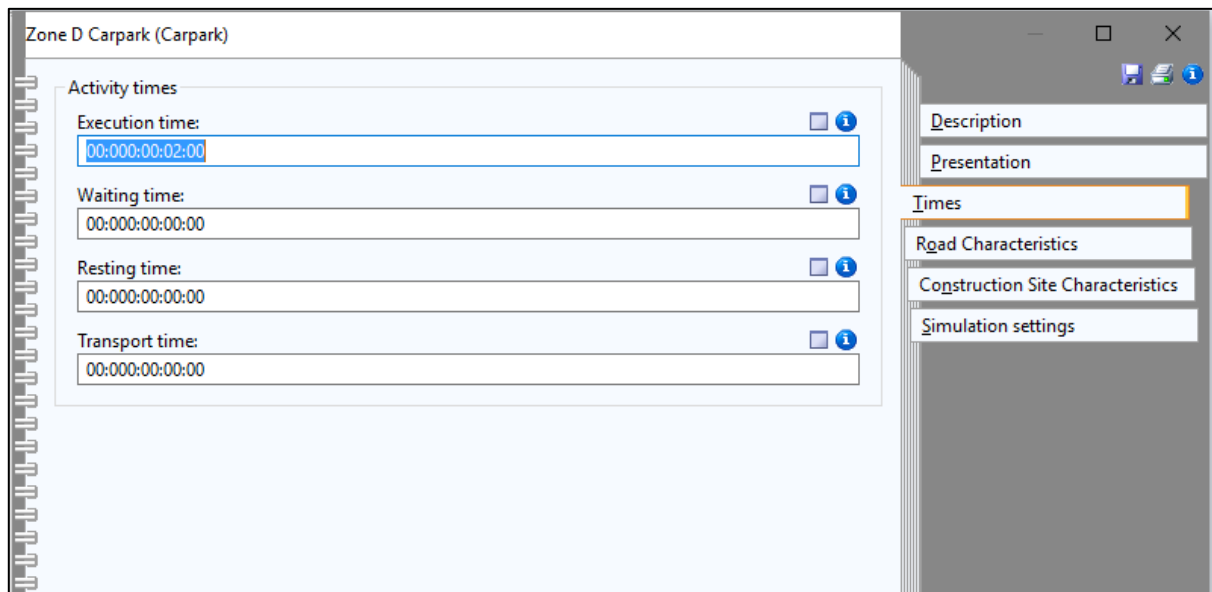 Zone D Carpark (Carpark)
Activity times
Execution time:
00:000:00:02:00
Waiting time:
00:000:00:00:00
Resting time:
00:000:00:00:00
Transport time:
00:000:00:00:00
Description
Presentation
Times
Road Characteristics
Construction Site Characteristics
Simulation settings